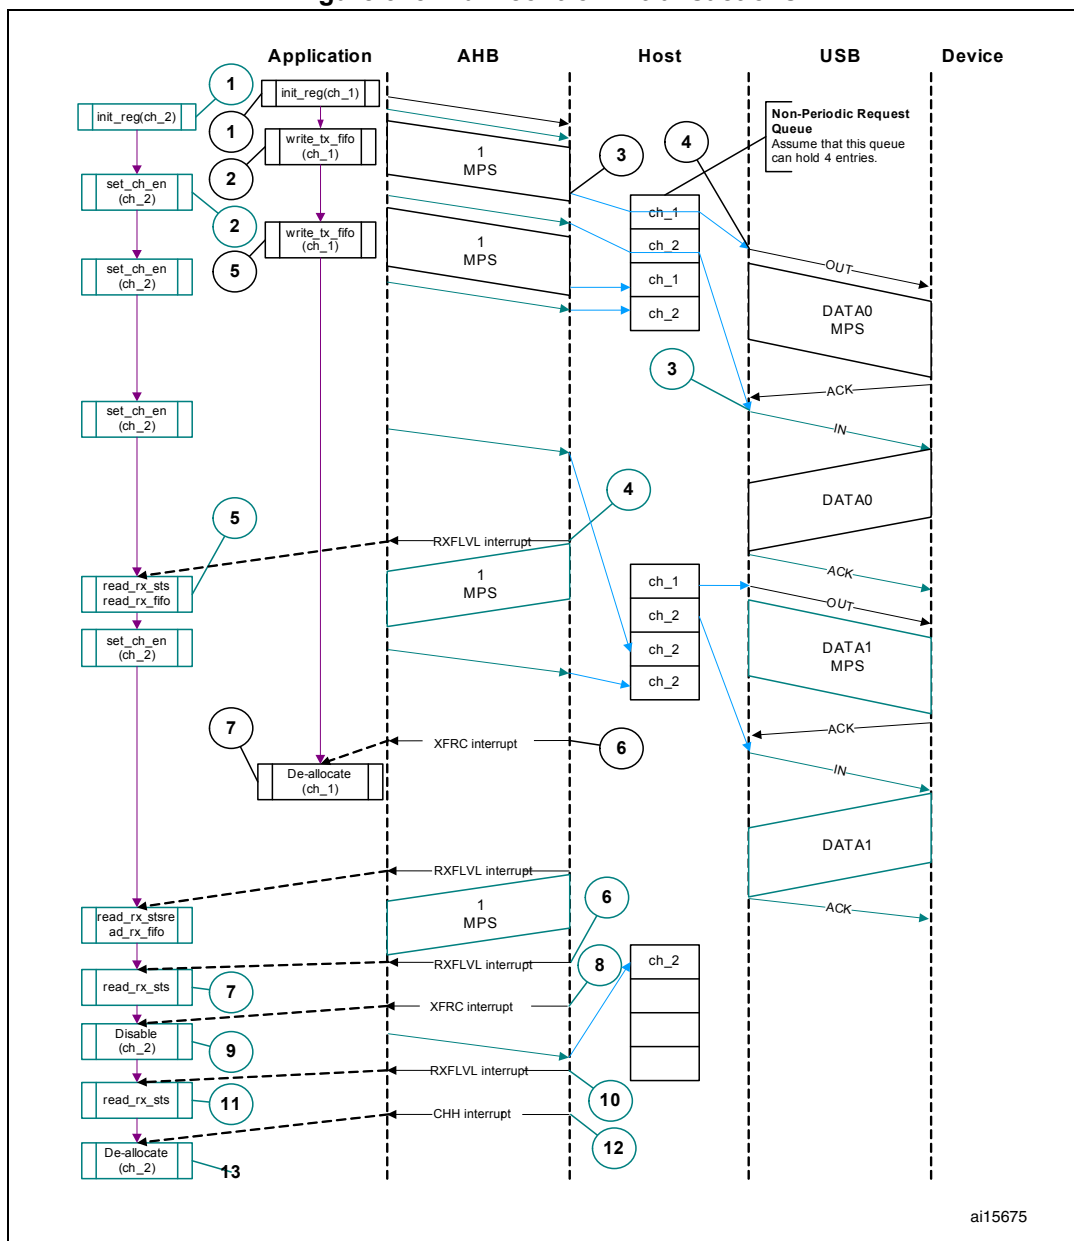 Application
AHB
Host
USB
Device
1
init_reg(ch_1)
init_reg(ch_2)
1
Non-Periodic Request
Queue
Assume that this queue
can hold 4 entries.
write_tx_fifo
(ch_1)
1
MPS
3
4
2
set_ch_en
(ch_2)
ch_1
2
write_tx_fifo
(ch_1)
1
MPS
ch_2
5
OUT
set_ch_en
(ch_2)
ch_1
ch_2
DATA0
MPS
3
ACK
set_ch_en
(ch_2)
IN
4
DATA0
5
RXFLVL interrupt
read_rx_sts
read_rx_fifo
1
MPS
ch_1
ACK
OUT
ch_2
set_ch_en
(ch_2)
ch_2
DATA1
MPS
ch_2
7
ACK
XFRC interrupt
6
IN
De-allocate
(ch_1)
DATA1
RXFLVL interrupt
read_rx_stsre
ad_rx_fifo
1
MPS
6
ACK
RXFLVL interrupt
8
ch_2
read_rx_sts
7
XFRC interrupt
Disable
(ch_2)
9
RXFLVL interrupt
read_rx_sts
11
10
CHH interrupt
12
De-allocate
(ch_2)
13
ai15675